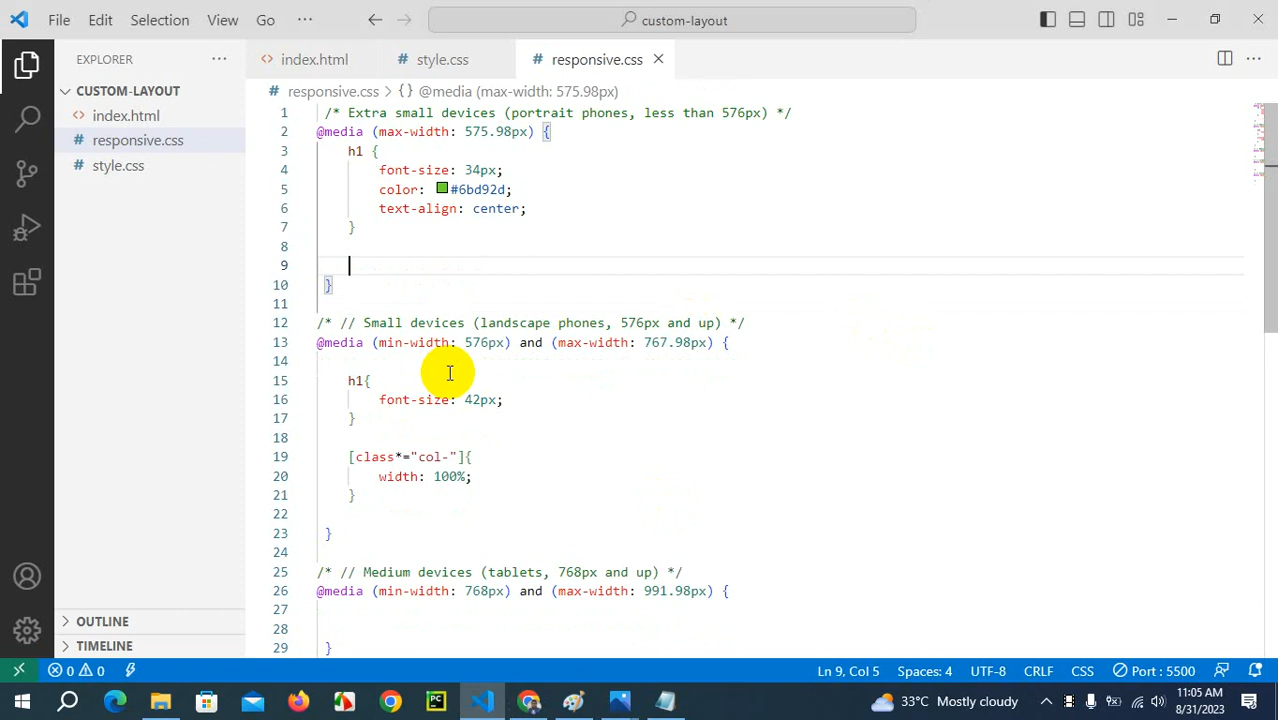 File Edit Selection View Go ··· custom-layout
EXPLORER ···
index.html
style.css
responsive.css
CUSTOM-LAYOUT
index.html
responsive.css
style.css
OUTLINE
TIMELINE
responsive.css > {} @media (max-width: 575.98px)
1 /* Extra small devices (portrait phones, less than 576px) */
2 @media (max-width: 575.98px) {
3 h1 {
4 font-size: 34px;
5 color: #6bd92d;
6 text-align: center;
7 }
8
9
10 }
11
12 /* // Small devices (landscape phones, 576px and up) */
13 @media (min-width: 576px) and (max-width: 767.98px) {
14
15 h1{
16 font-size: 42px;
17 }
18
19 [class*="col-"]{
20 width: 100%;
21 }
22
23 }
24
25 /* // Medium devices (tablets, 768px and up) */
26 @media (min-width: 768px) and (max-width: 991.98px) {
27
28
29 }
0 0 Ln 9, Col 5 Spaces: 4 UTF-8 CRLF CSS Port : 5500
33°C Mostly cloudy
11:05 AM
8/31/2023